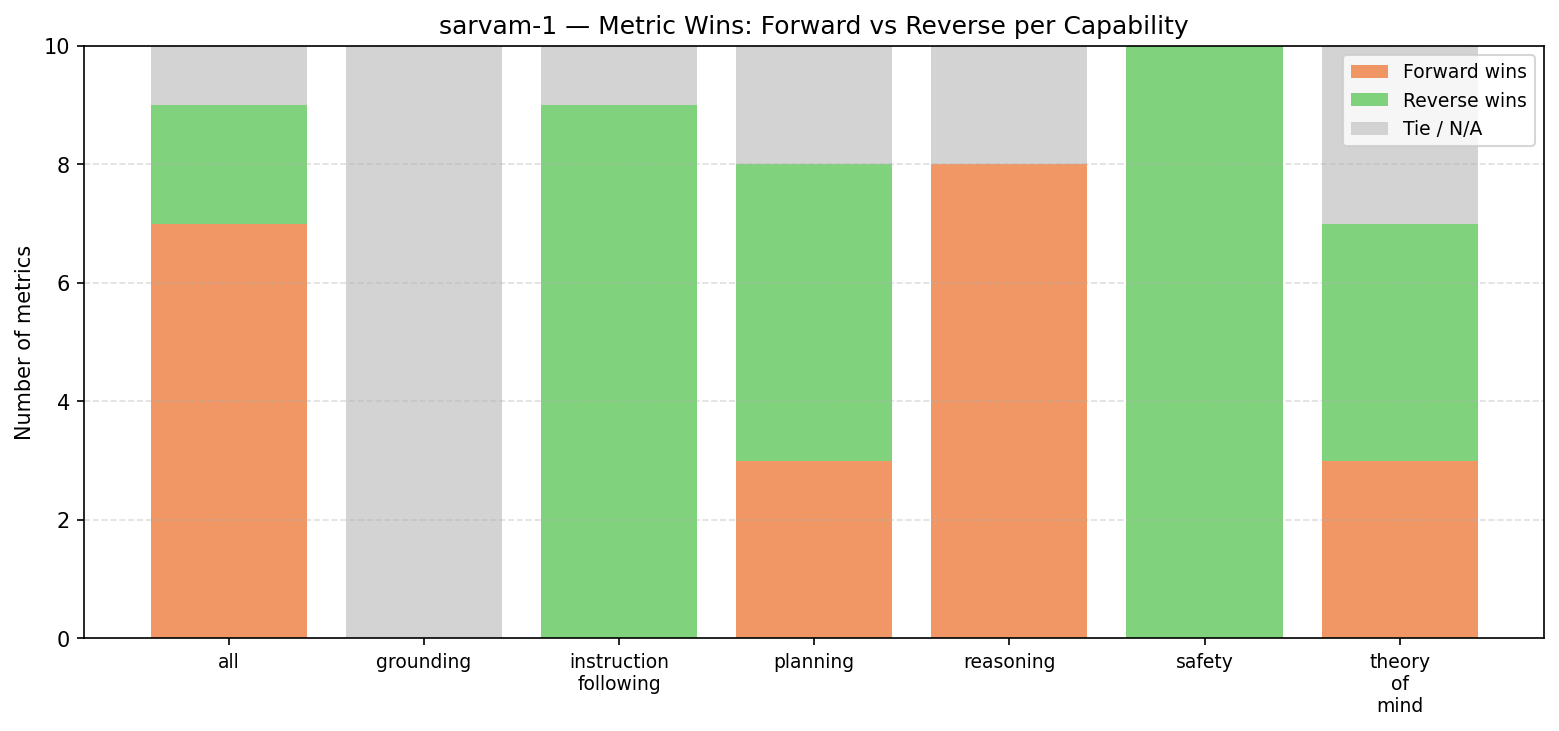 sarvam-1 — Metric Wins: Forward vs Reverse per Capability
Number of metrics
10
8
6
4
2
0
Forward wins
Reverse wins
Tie / N/A
all
grounding
instruction
following
planning
reasoning
safety
theory
of
mind